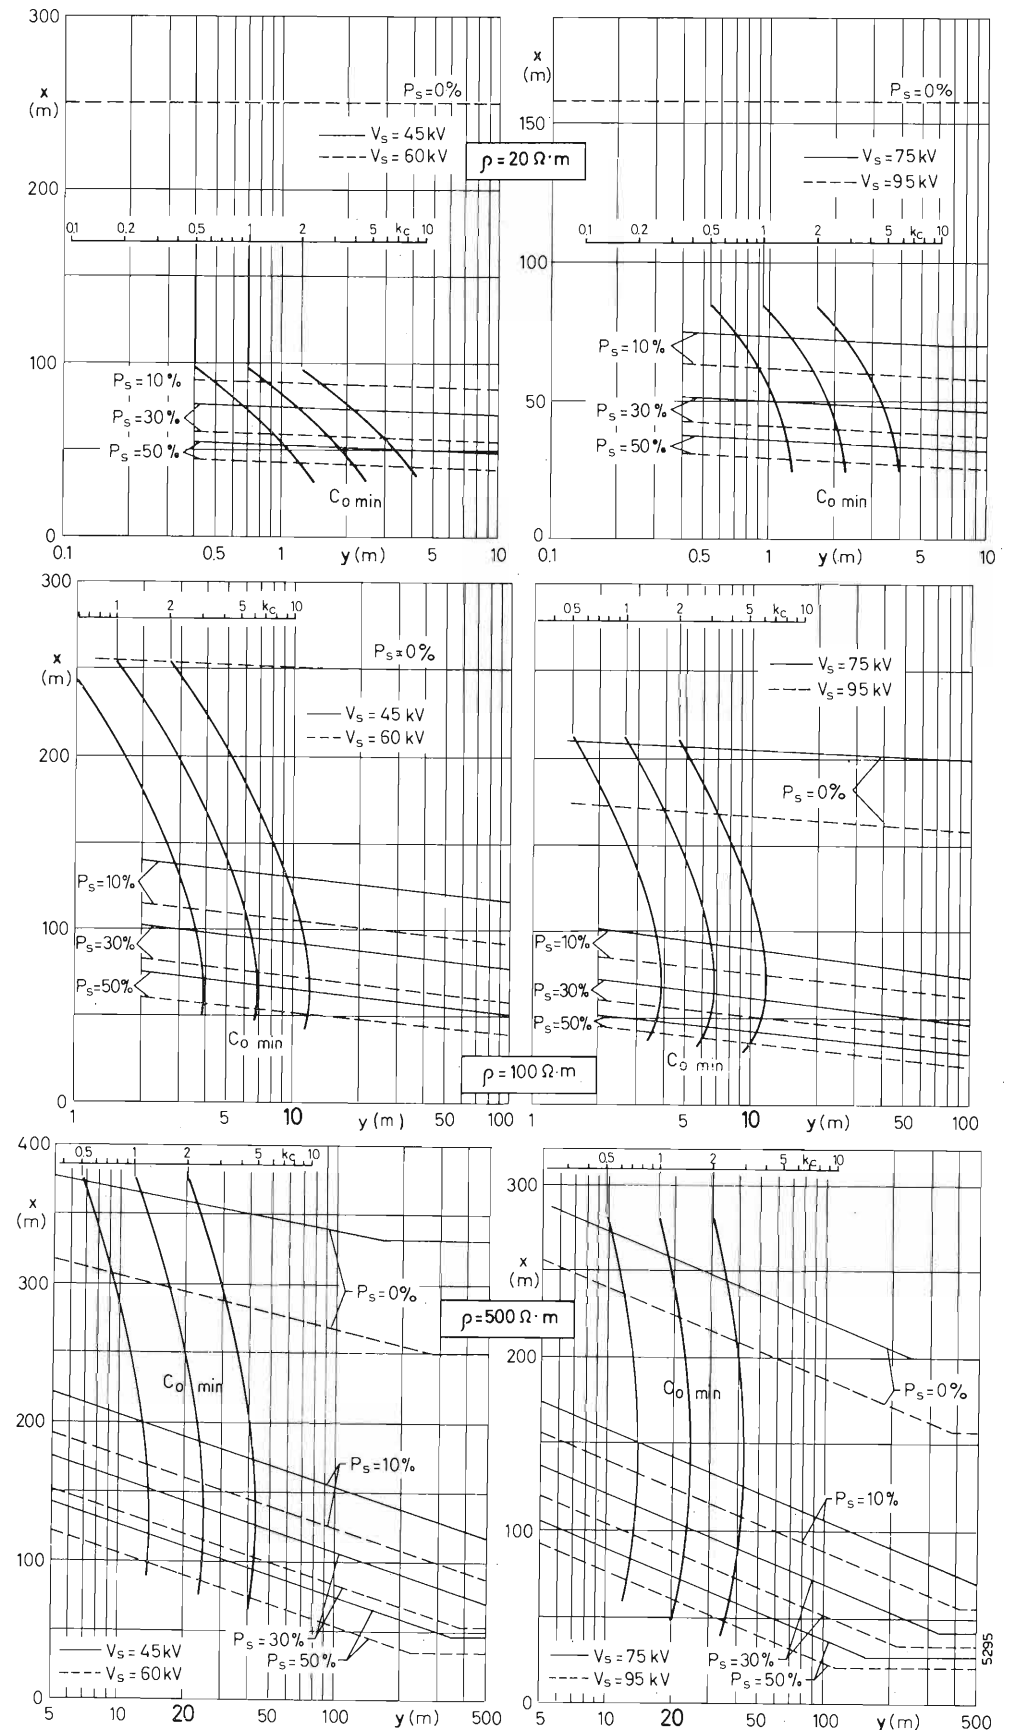 300
x
(m)
200
100
0
P_s=0%
V_s = 45 kV
V_s = 60 kV
ρ = 20 Ω·m
0.1 0.2 0.5 1 2 5 k_c 10
P_s=10%
P_s=30%
P_s=50%
C_o min
0.1 0.5 1 y (m) 5 10
x
(m)
150
100
50
0
P_s=0%
V_s = 75 kV
V_s = 95 kV
0.1 0.2 0.5 1 2 5 k_c 10
P_s=10%
P_s=30%
P_s=50%
C_o min
0.1 0.5 1 y (m) 5 10
300
x
(m)
200
100
0
1 2 5 k_c 10
P_s=0%
V_s = 45 kV
V_s = 60 kV
P_s=10%
P_s=30%
P_s=50%
C_o min
ρ = 100 Ω·m
1 5 10 y (m) 50 100
0.5 1 2 5 k_c 10
V_s = 75 kV
V_s = 95 kV
P_s=0%
P_s=10%
P_s=30%
P_s=50%
C_o min
1 5 10 y (m) 50 100
400
x
(m)
300
200
100
0
0.5 1 2 5 k_c 10
P_s=0%
ρ = 500 Ω·m
C_o min
P_s=10%
P_s=30%
P_s=50%
V_s = 45 kV
V_s = 60 kV
5 10 20 50 100 y (m) 500
300
x
(m)
200
100
0
0.5 1 2 5 k_c 10
P_s=0%
C_o min
P_s=10%
P_s=30%
P_s=50%
V_s = 75 kV
V_s = 95 kV
5 10 20 50 100 y (m) 500
5295